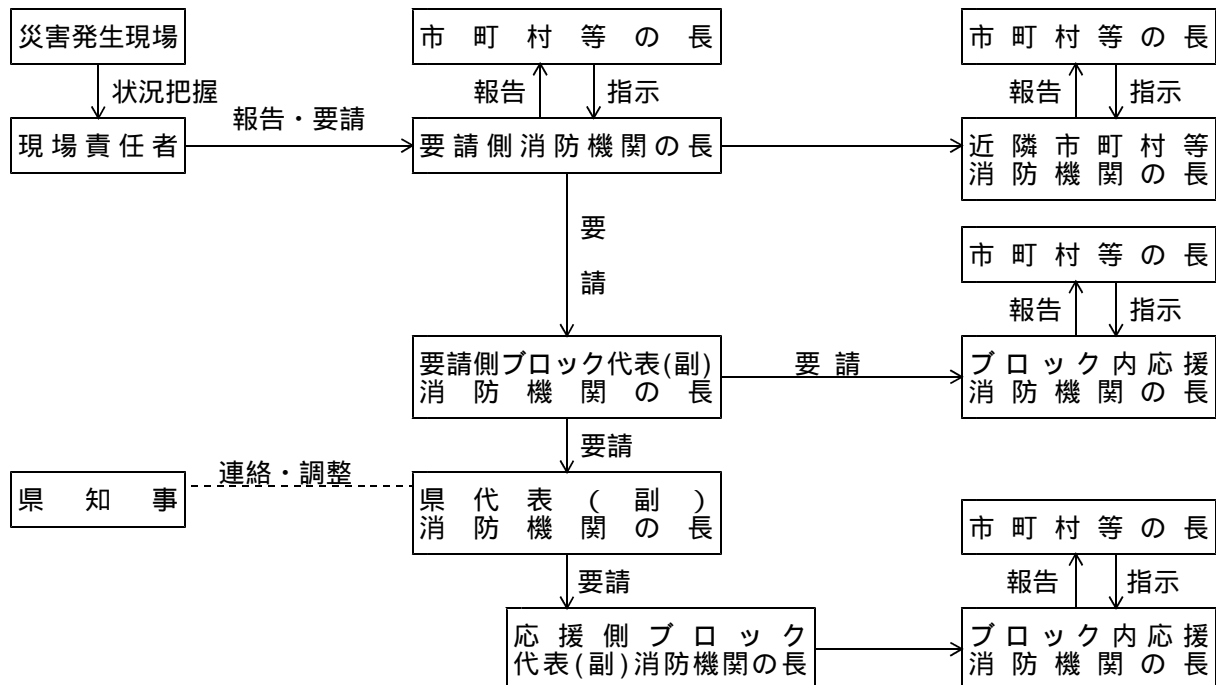 災害発生現場
市町村等の長
市町村等の長
状況把握
報告
指示
報告
指示
報告・要請
現場責任者
要請側消防機関の長
近隣市町村等
消防機関の長
要
請
市町村等の長
報告
指示
要請側ブロック代表(副)
消防機関の長
要請
ブロック内応援
消防機関の長
要請
連絡・調整
県知事
県代表(副)
消防機関の長
市町村等の長
要請
報告
指示
応援側ブロック
代表(副)消防機関の長
ブロック内応援
消防機関の長